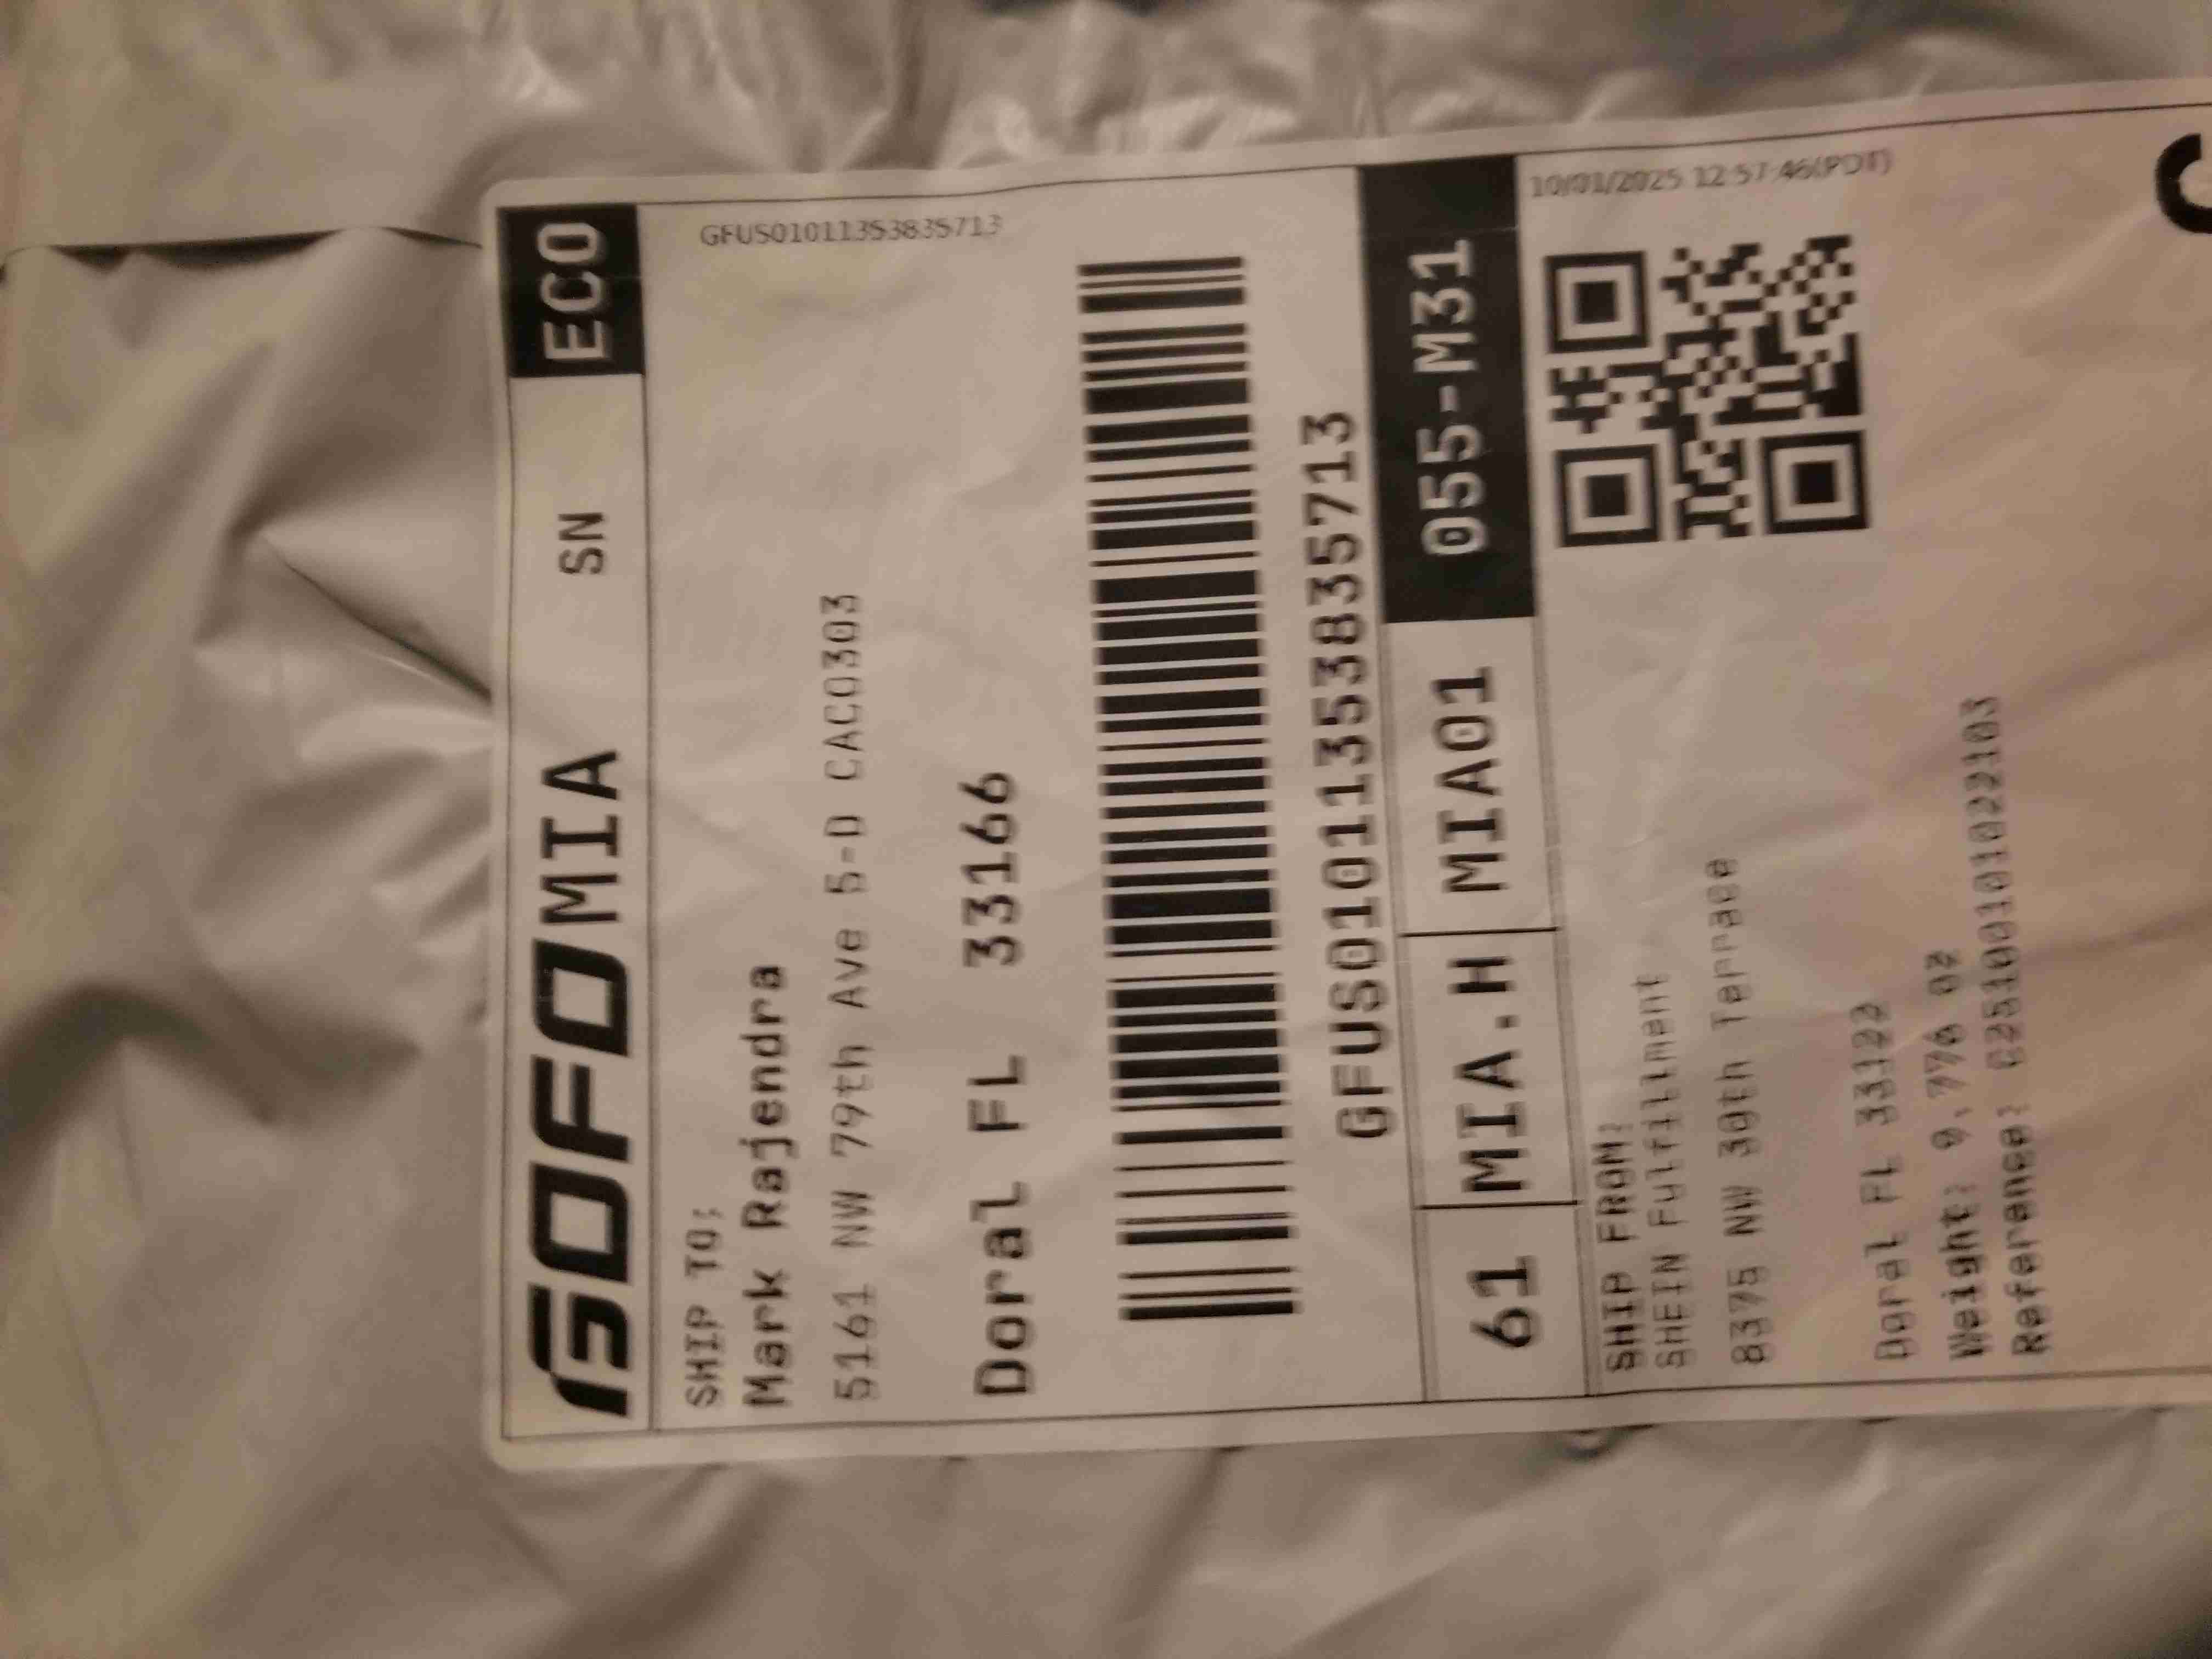 GOFO MIA SN ECO
GFUS01011353835713
SHIP TO:
Mark Rajendra
5161 NW 79th Ave 5-D CAC0303
Doral FL 33166
GFUS01011353835713
61 MIA.H MIA01 055-M31
10/01/2025 12:57:46(PDT)
SHIP FROM:
SHEIN Fulfillment
8375 NW 30th Terrace
Doral FL 33122
Weight:
Reference: